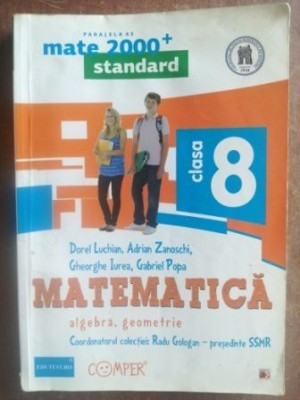 PARALELA 45
mate 2000+
standard
clasa
8
Dorel Luchian, Adrian Zanoschi,
Gheorghe Iurea, Gabriel Popa
MATEMATICĂ
algebră, geometrie
Coordonatorul colecției: Radu Gologan – președinte SSMR
COMPER